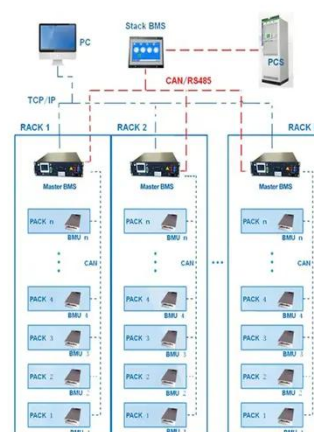 Stack BMS
PC
PCS
CAN/RS485
TCP/IP
RACK 1
RACK 2
RACK
Master BMS
Master BMS
Master BMS
PACK n
BMU n
PACK n
BMU n
PACK n
BMU n
CAN
CAN
CAN
PACK 4
BMU 4
PACK 4
BMU 4
PACK 4
BMU 4
PACK 3
BMU 3
PACK 3
BMU 3
PACK 3
BMU 3
PACK 2
BMU 2
PACK 2
BMU 2
PACK 2
BMU 2
PACK 1
PACK 1
PACK 1